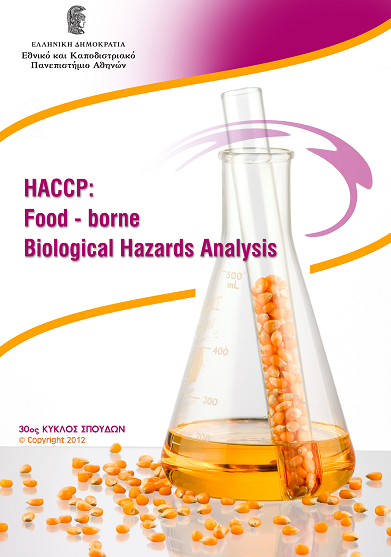 ΕΛΛΗΝΙΚΗ ΔΗΜΟΚΡΑΤΙΑ
Εθνικό και Καποδιστριακό
Πανεπιστήμιο Αθηνών
HACCP:
Food - borne
Biological Hazards Analysis
500
mL
400
300
200
30ος ΚΥΚΛΟΣ ΣΠΟΥΔΩΝ
© Copyright 2012